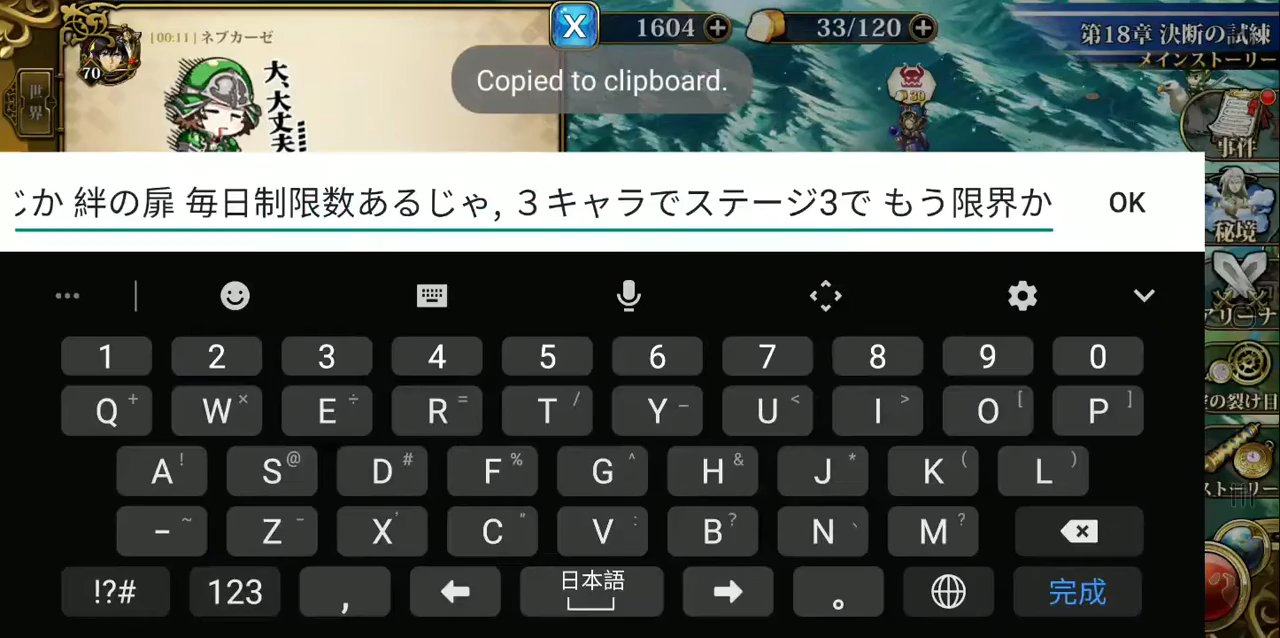 [00:11] ネブカーゼ
70
大、大丈夫
世界
X
1604
33/120
第18章 決断の試練
メインストーリー
Copied to clipboard.
30
事件
秘境
アリーナ
の裂け目
ストーリー
じか 絆の扉 毎日制限数あるじゃ, 3キャラでステージ3で もう限界か
OK
1 2 3 4 5 6 7 8 9 0
Q + W × E ÷ R = T / Y − U < I > O [ P ]
A ! S @ D # F % G ^ H & J * K ( L )
− ~ Z - X ' C " V : B ? N 、 M ?
!?# 123 , 日本語 。 完成